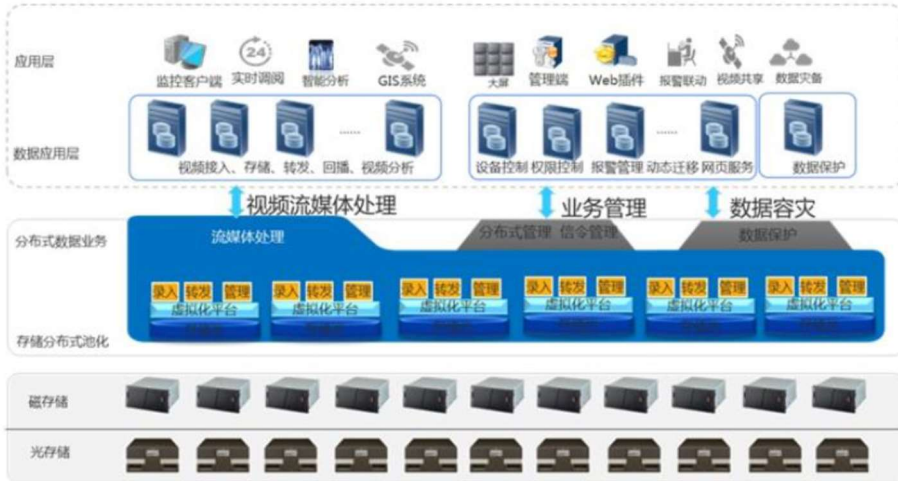 应用层
监控客户端
实时调阅
智能分析
GIS系统
大屏
管理端
Web插件
报警联动
视频共享
数据灾备
24
数据应用层
......
......
视频接入、存储、转发、回播、视频分析
设备控制 权限控制 报警管理 动态迁移 网页服务
数据保护
视频流媒体处理
业务管理
数据容灾
分布式数据业务
流媒体处理
分布式管理 信令管理
数据保护
录入 转发 管理
录入 转发 管理
录入 转发 管理
录入 转发 管理
录入 转发 管理
录入 转发 管理
虚拟化平台
虚拟化平台
虚拟化平台
虚拟化平台
虚拟化平台
虚拟化平台
存储分布式池化
磁存储
光存储